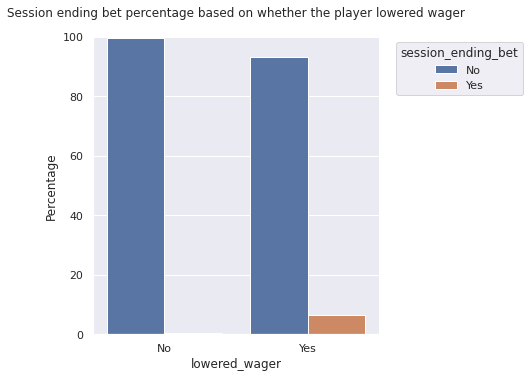 Session ending bet percentage based on whether the player lowered wager
session_ending_bet
No
Yes
100
80
60
40
20
0
Percentage
No Yes
lowered_wager